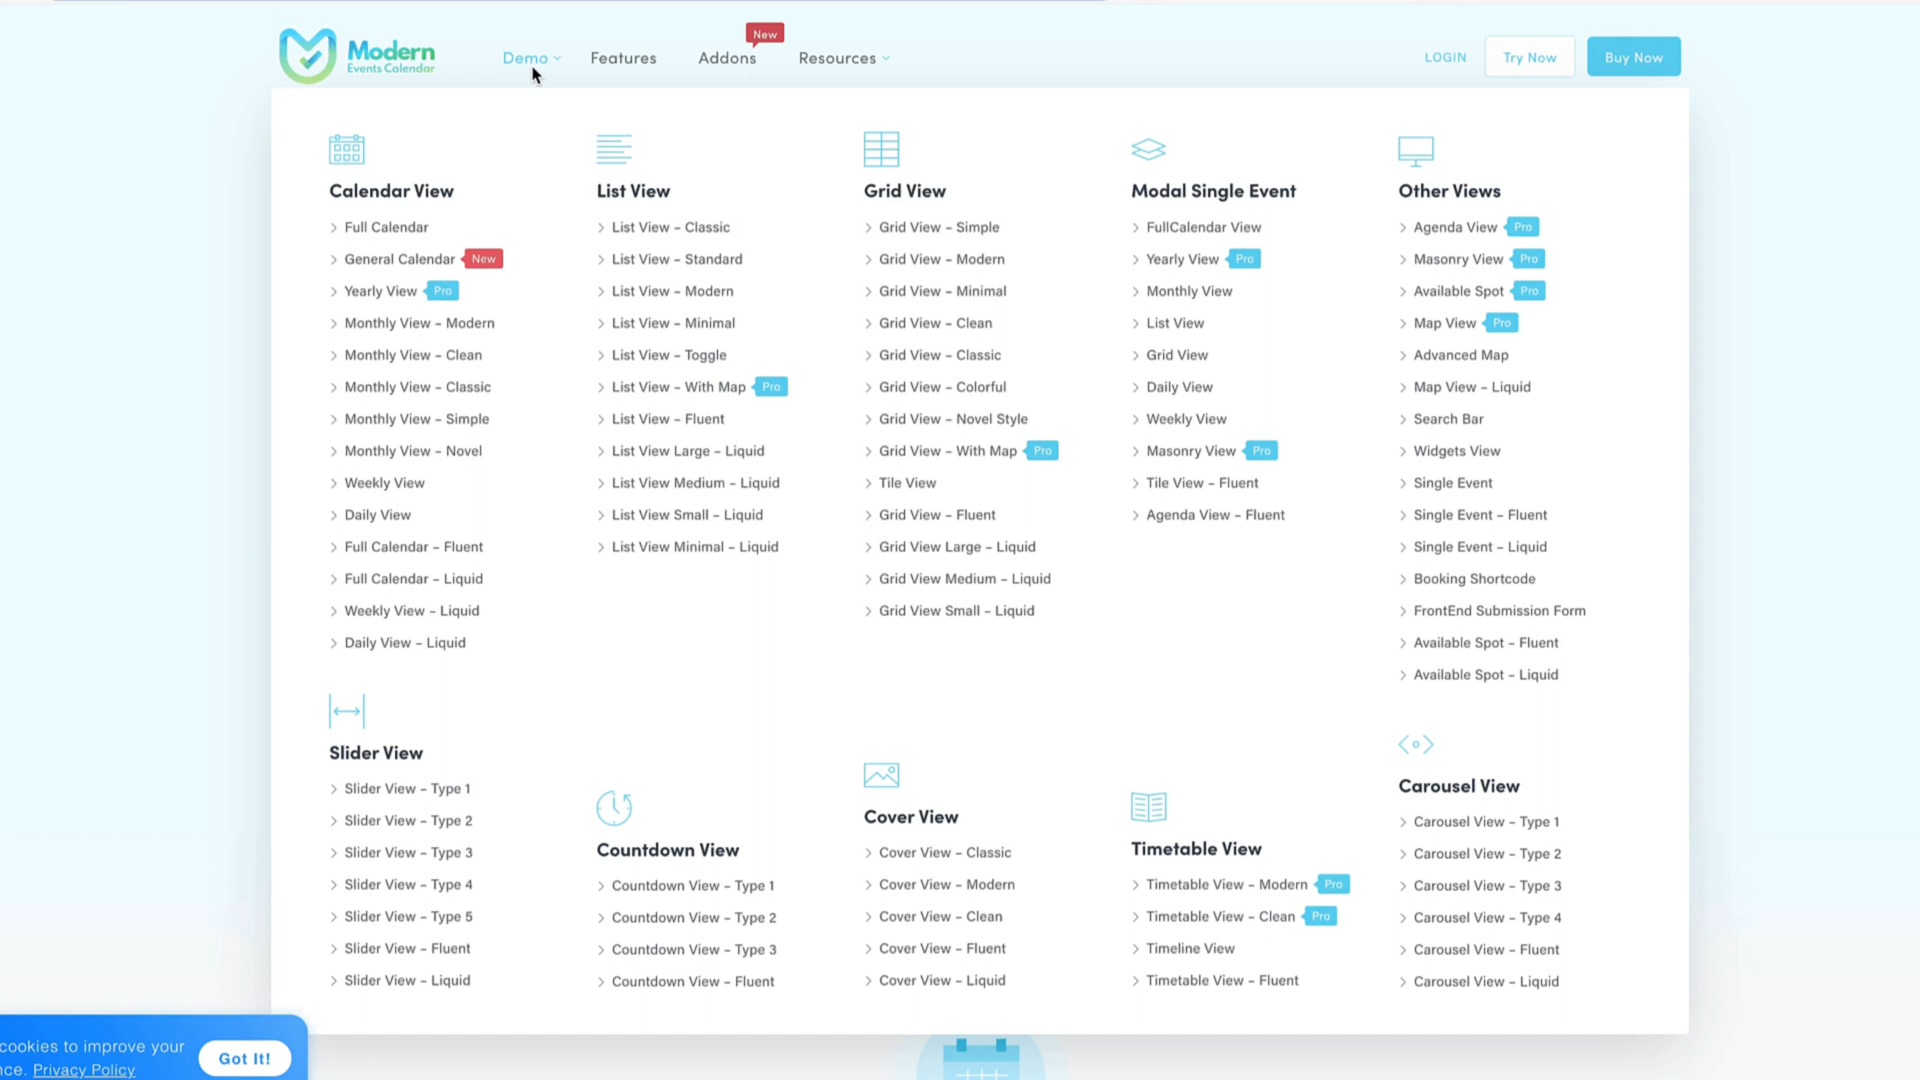 Modern
Events Calendar
Demo
Features
Addons
New
Resources
LOGIN
Try Now
Buy Now
Calendar View
Full Calendar
General Calendar New
Yearly View Pro
Monthly View – Modern
Monthly View – Clean
Monthly View – Classic
Monthly View – Simple
Monthly View – Novel
Weekly View
Daily View
Full Calendar – Fluent
Full Calendar – Liquid
Weekly View – Liquid
Daily View – Liquid
List View
List View – Classic
List View – Standard
List View – Modern
List View – Minimal
List View – Toggle
List View – With Map Pro
List View – Fluent
List View Large – Liquid
List View Medium – Liquid
List View Small – Liquid
List View Minimal – Liquid
Grid View
Grid View – Simple
Grid View – Modern
Grid View – Minimal
Grid View – Clean
Grid View – Classic
Grid View – Colorful
Grid View – Novel Style
Grid View – With Map Pro
Tile View
Grid View – Fluent
Grid View Large – Liquid
Grid View Medium – Liquid
Grid View Small – Liquid
Modal Single Event
FullCalendar View
Yearly View Pro
Monthly View
List View
Grid View
Daily View
Weekly View
Masonry View Pro
Tile View – Fluent
Agenda View – Fluent
Other Views
Agenda View Pro
Masonry View Pro
Available Spot Pro
Map View Pro
Advanced Map
Map View – Liquid
Search Bar
Widgets View
Single Event
Single Event – Fluent
Single Event – Liquid
Booking Shortcode
FrontEnd Submission Form
Available Spot – Fluent
Available Spot – Liquid
Slider View
Slider View – Type 1
Slider View – Type 2
Slider View – Type 3
Slider View – Type 4
Slider View – Type 5
Slider View – Fluent
Slider View – Liquid
Countdown View
Countdown View – Type 1
Countdown View – Type 2
Countdown View – Type 3
Countdown View – Fluent
Cover View
Cover View – Classic
Cover View – Modern
Cover View – Clean
Cover View – Fluent
Cover View – Liquid
Timetable View
Timetable View – Modern Pro
Timetable View – Clean Pro
Timeline View
Timetable View – Fluent
Carousel View
Carousel View – Type 1
Carousel View – Type 2
Carousel View – Type 3
Carousel View – Type 4
Carousel View – Fluent
Carousel View – Liquid
cookies to improve your
nce. Privacy Policy
Got It!